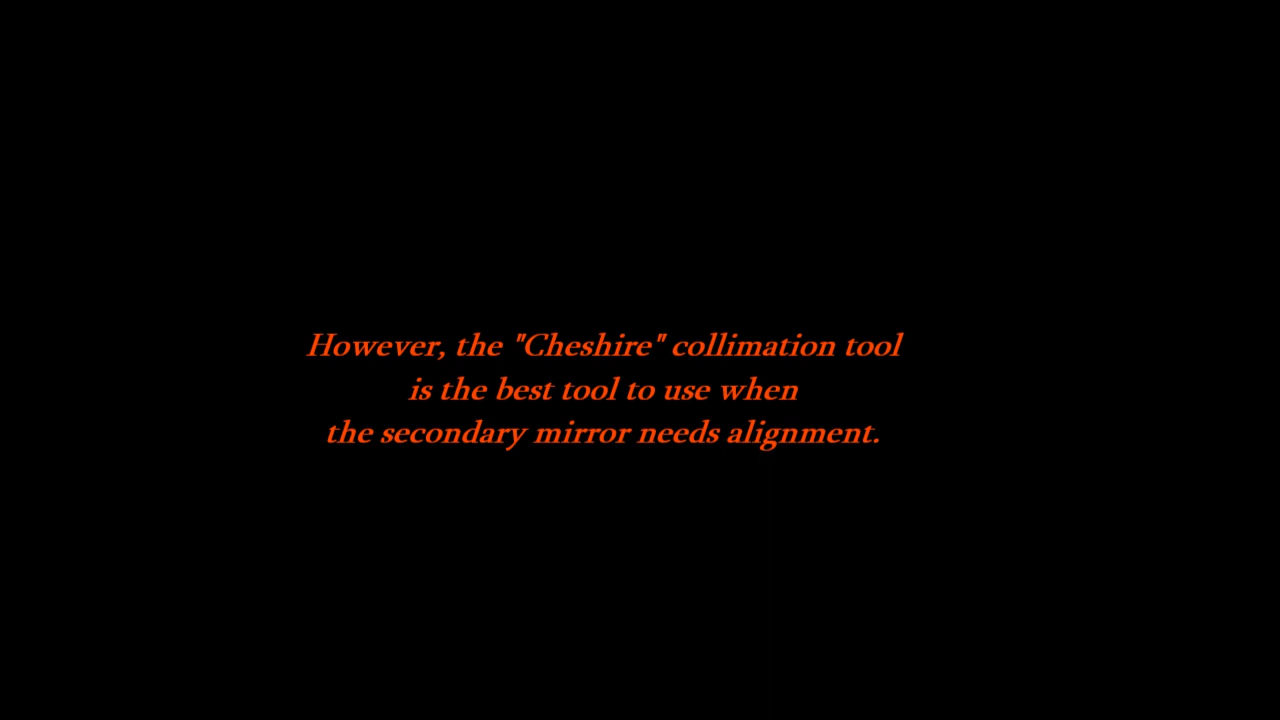 However, the "Cheshire" collimation tool
is the best tool to use when
the secondary mirror needs alignment.